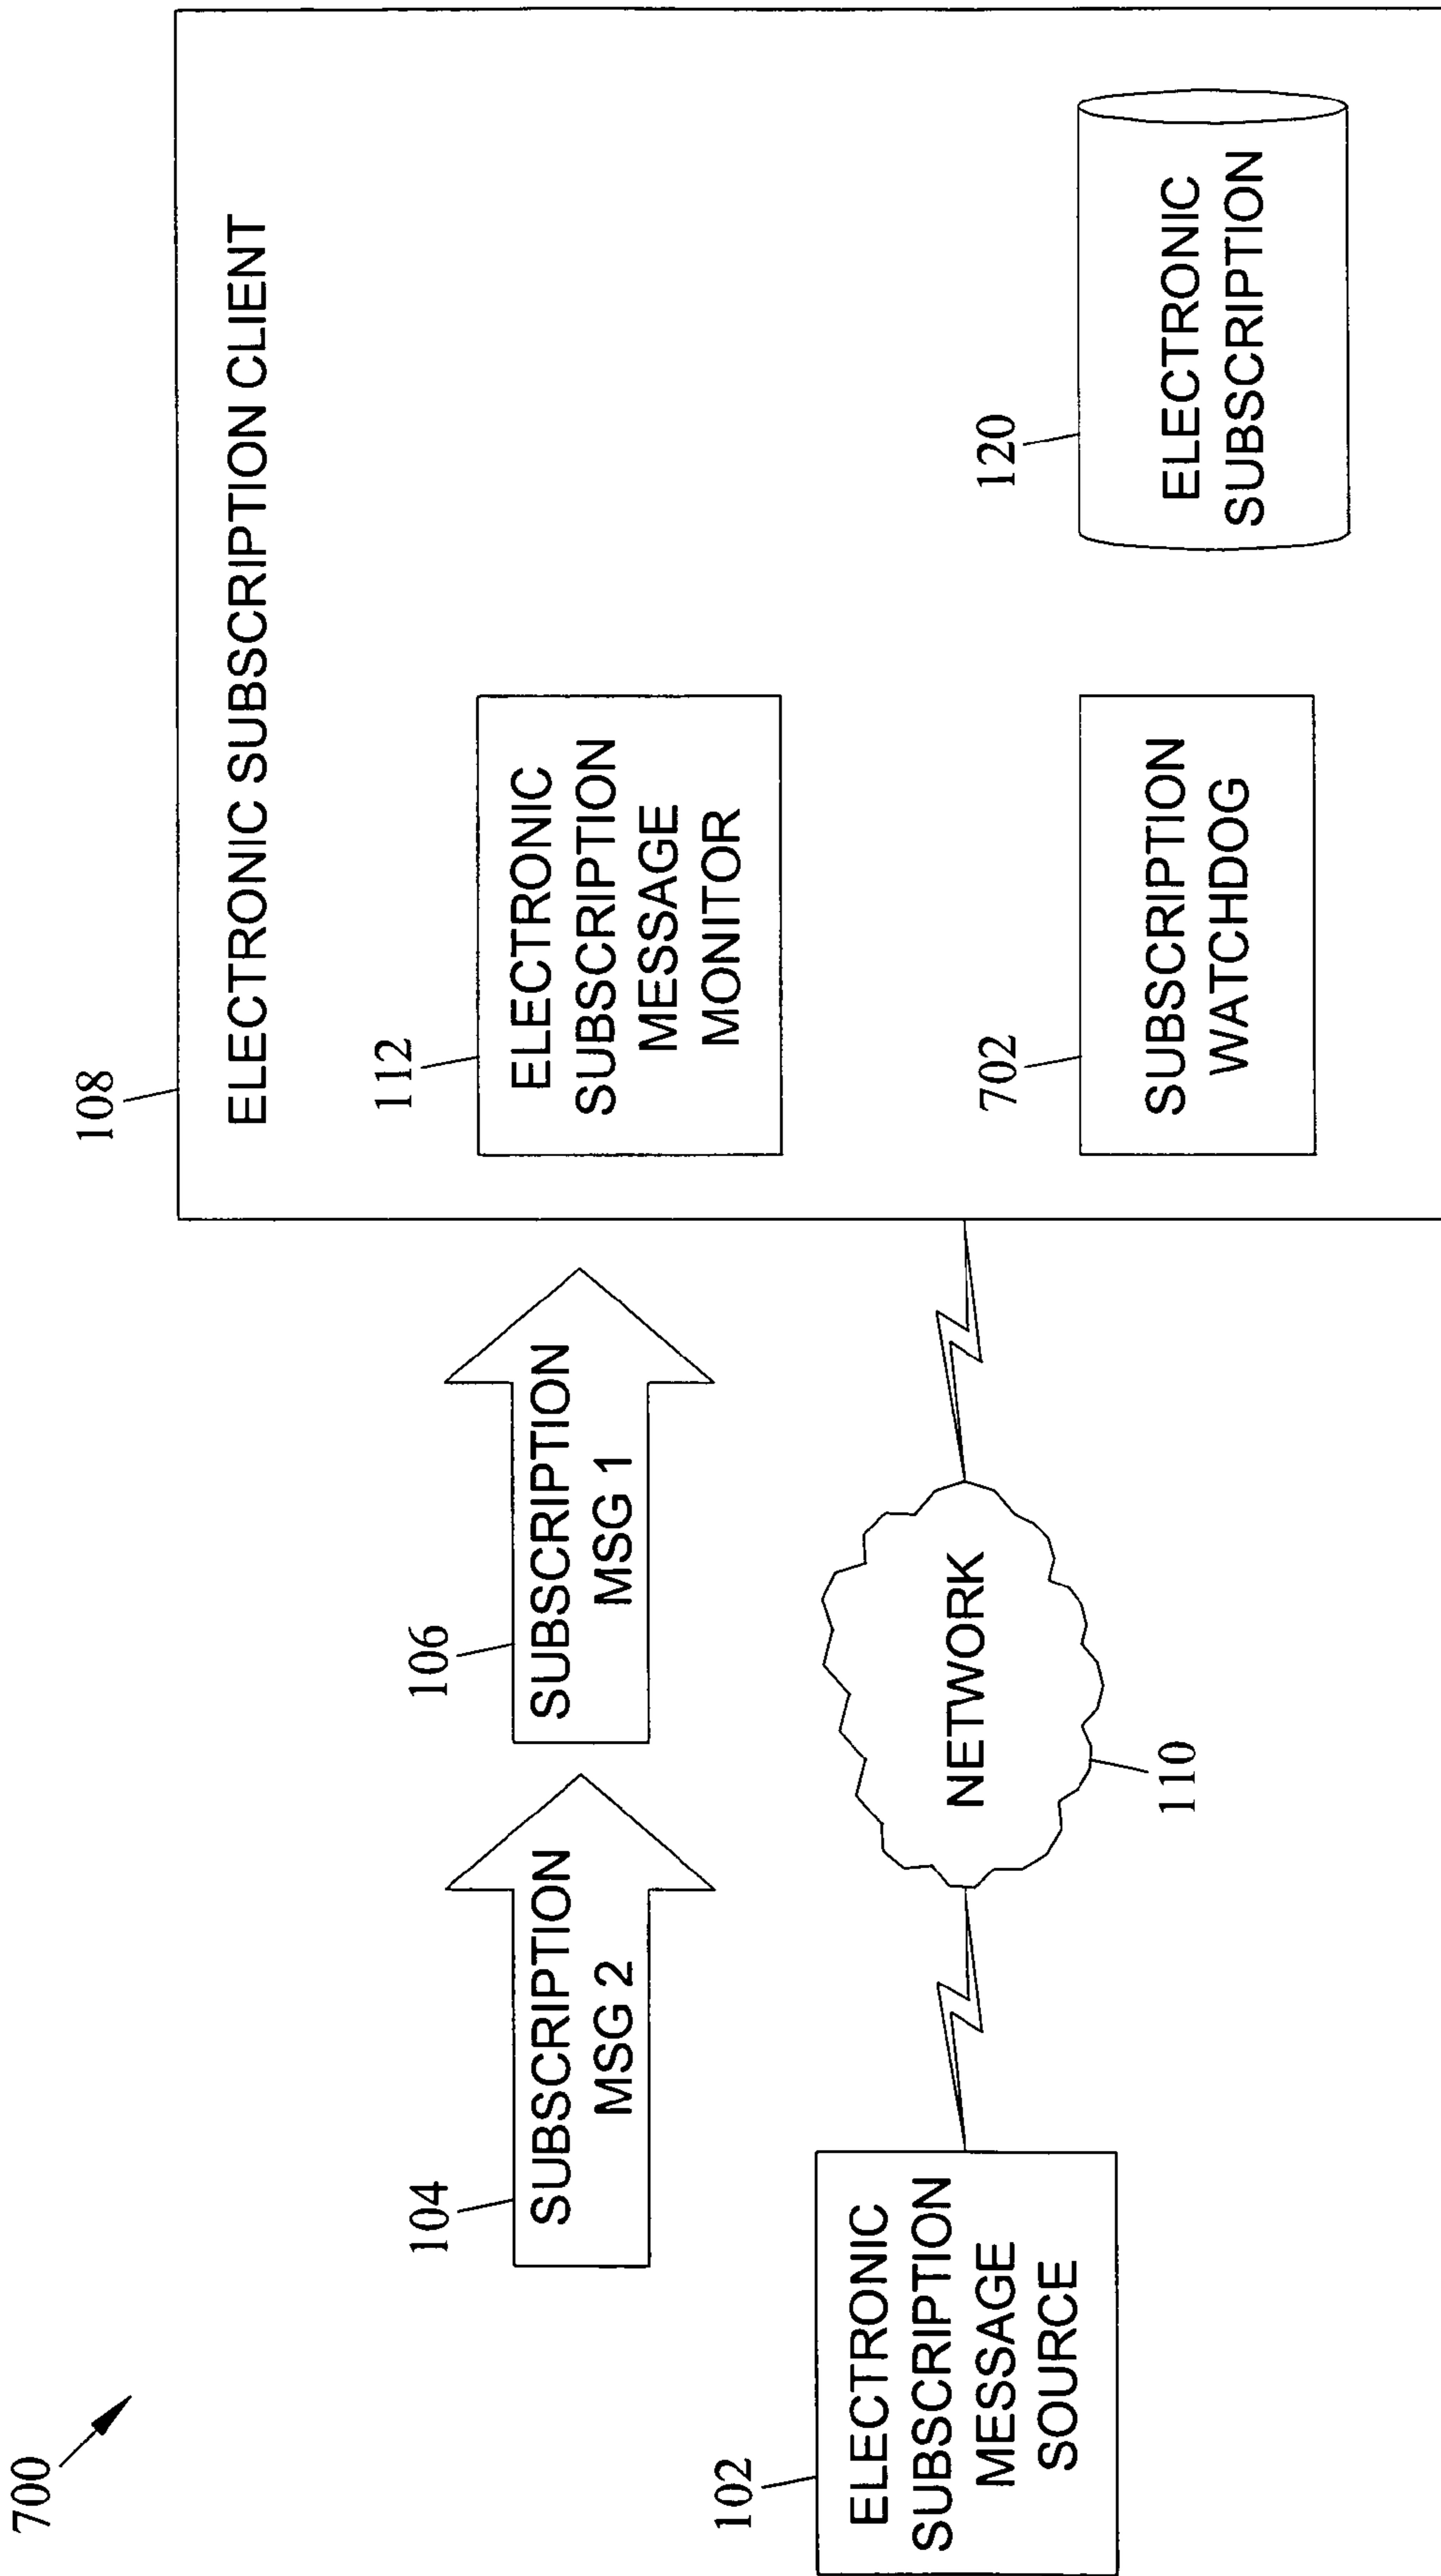 700
108
ELECTRONIC SUBSCRIPTION CLIENT
104
106
112
SUBSCRIPTION
MSG 2
SUBSCRIPTION
MSG 1
ELECTRONIC
SUBSCRIPTION
MESSAGE
MONITOR
102
ELECTRONIC
SUBSCRIPTION
MESSAGE
SOURCE
NETWORK
110
702
SUBSCRIPTION
WATCHDOG
120
ELECTRONIC
SUBSCRIPTION